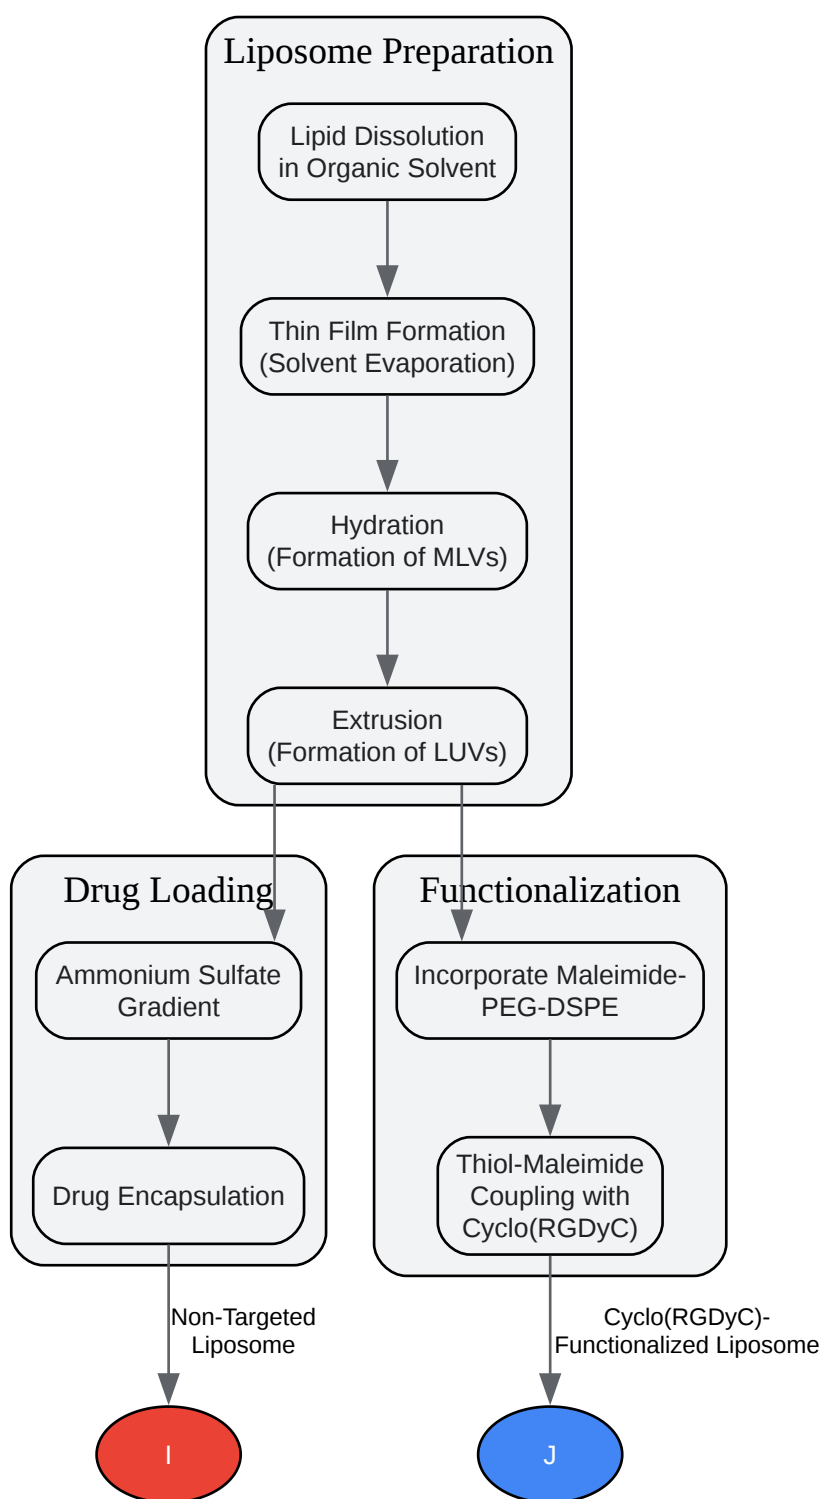 Liposome Preparation
Lipid Dissolution
in Organic Solvent
Thin Film Formation
(Solvent Evaporation)
Hydration
(Formation of MLVs)
Extrusion
(Formation of LUVs)
Drug Loading
Ammonium Sulfate
Gradient
Drug Encapsulation
Non-Targeted
Liposome
I
Functionalization
Incorporate Maleimide-
PEG-DSPE
Thiol-Maleimide
Coupling with
Cyclo(RGDyC)
Cyclo(RGDyC)-
Functionalized Liposome
J